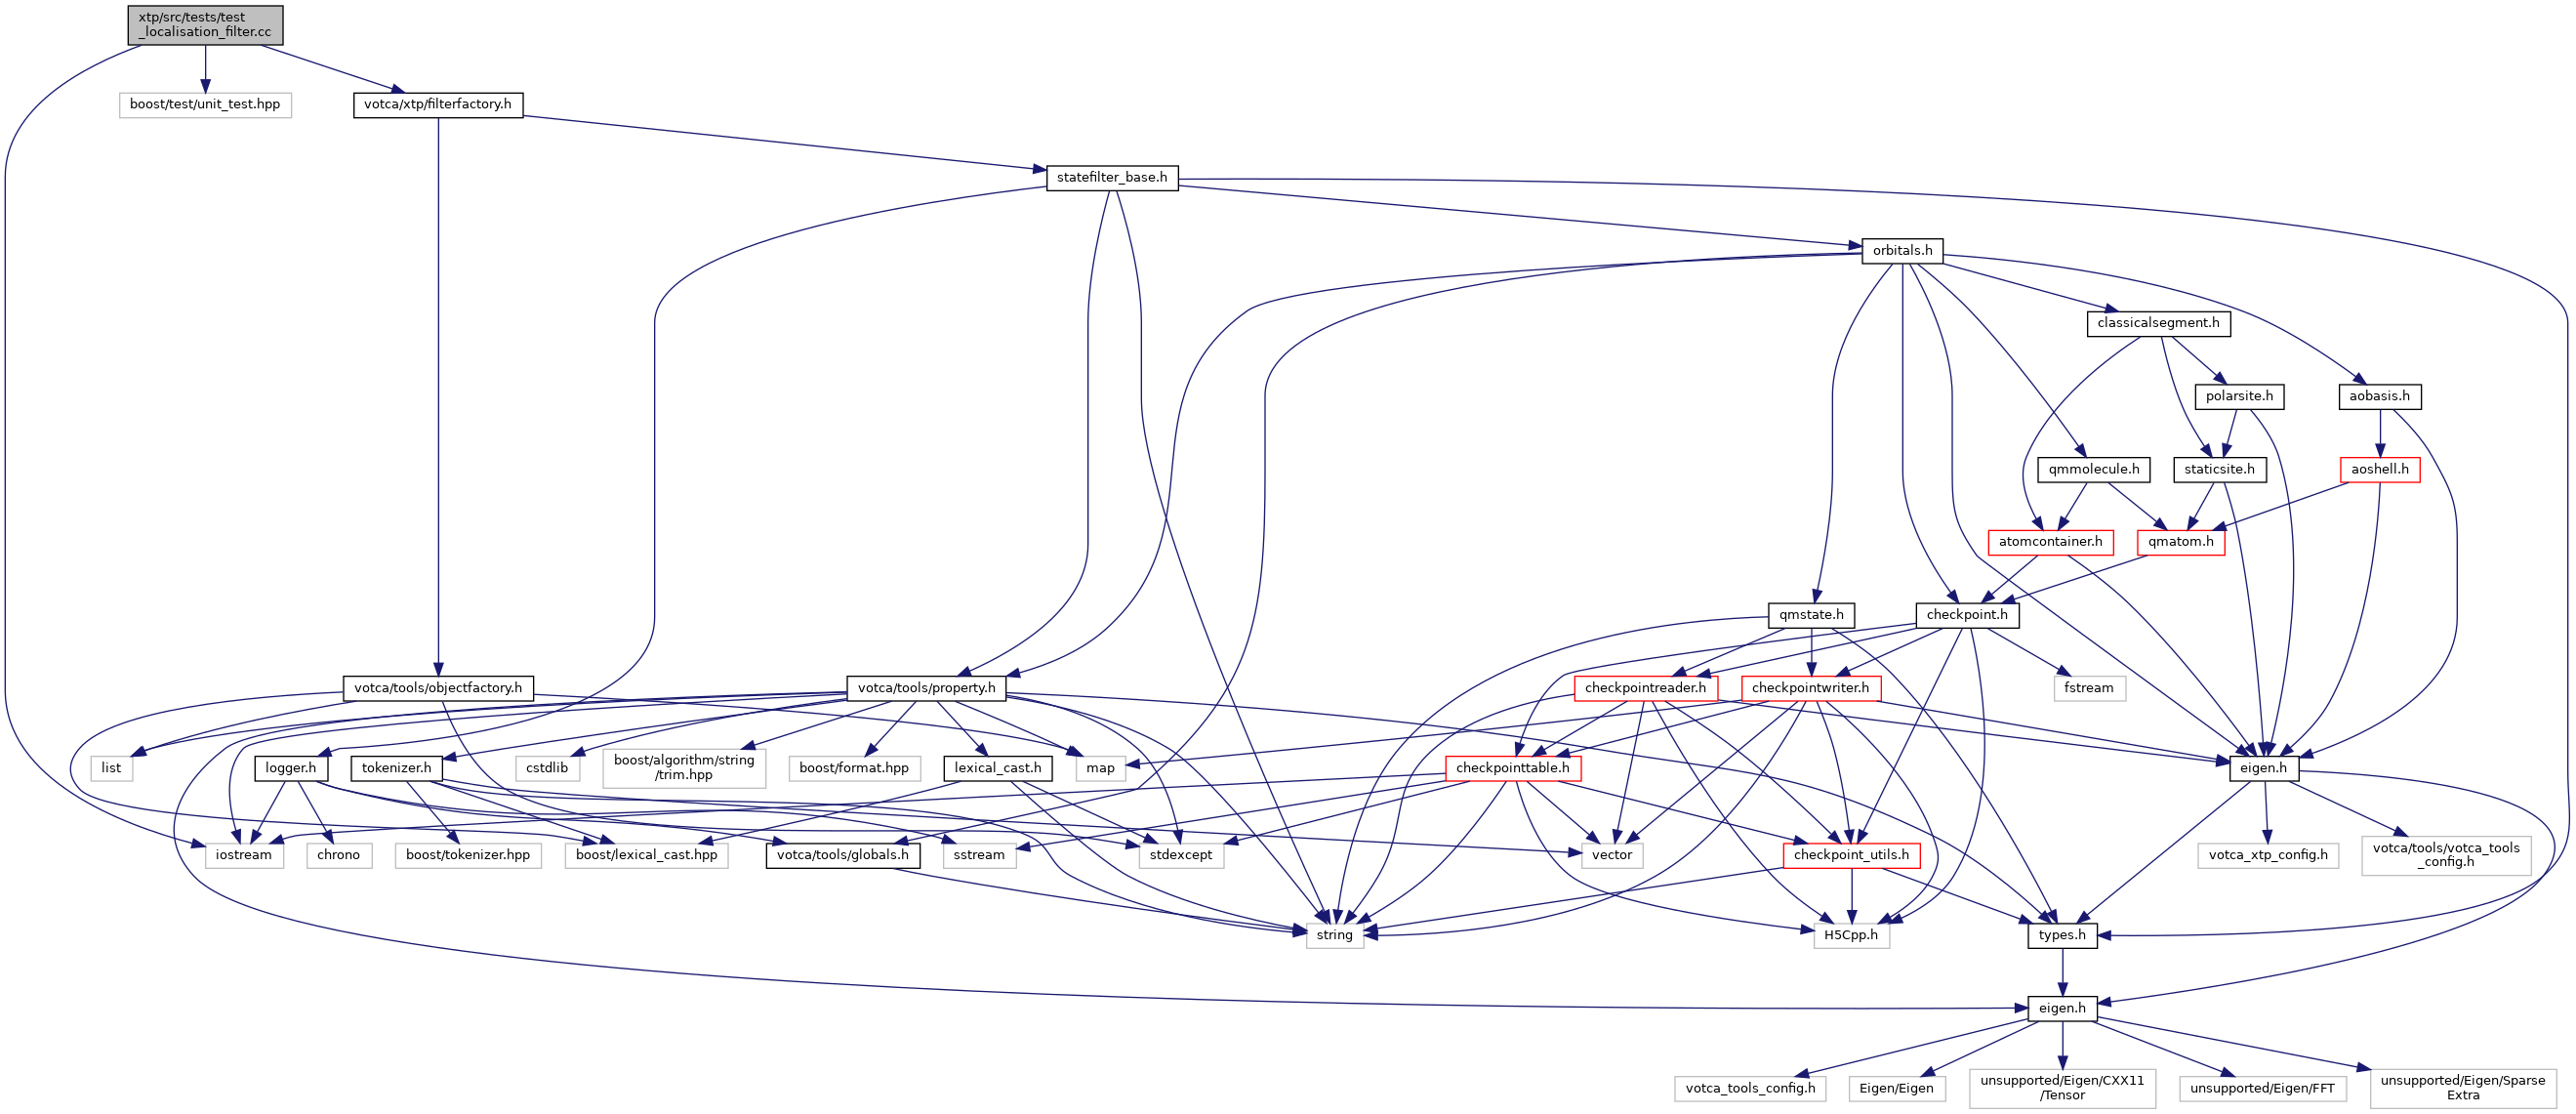 xtp/src/tests/test
_localisation_filter.cc
boost/test/unit_test.hpp
votca/xtp/filterfactory.h
statefilter_base.h
orbitals.h
classicalsegment.h
polarsite.h
aobasis.h
qmmolecule.h
staticsite.h
aoshell.h
atomcontainer.h
qmatom.h
qmstate.h
checkpoint.h
votca/tools/objectfactory.h
votca/tools/property.h
checkpointreader.h
checkpointwriter.h
fstream
list
logger.h
tokenizer.h
cstdlib
boost/algorithm/string
/trim.hpp
boost/format.hpp
lexical_cast.h
map
checkpointtable.h
eigen.h
iostream
chrono
boost/tokenizer.hpp
boost/lexical_cast.hpp
votca/tools/globals.h
sstream
stdexcept
vector
checkpoint_utils.h
votca_xtp_config.h
votca/tools/votca_tools
_config.h
string
H5Cpp.h
types.h
eigen.h
votca_tools_config.h
Eigen/Eigen
unsupported/Eigen/CXX11
/Tensor
unsupported/Eigen/FFT
unsupported/Eigen/Sparse
Extra